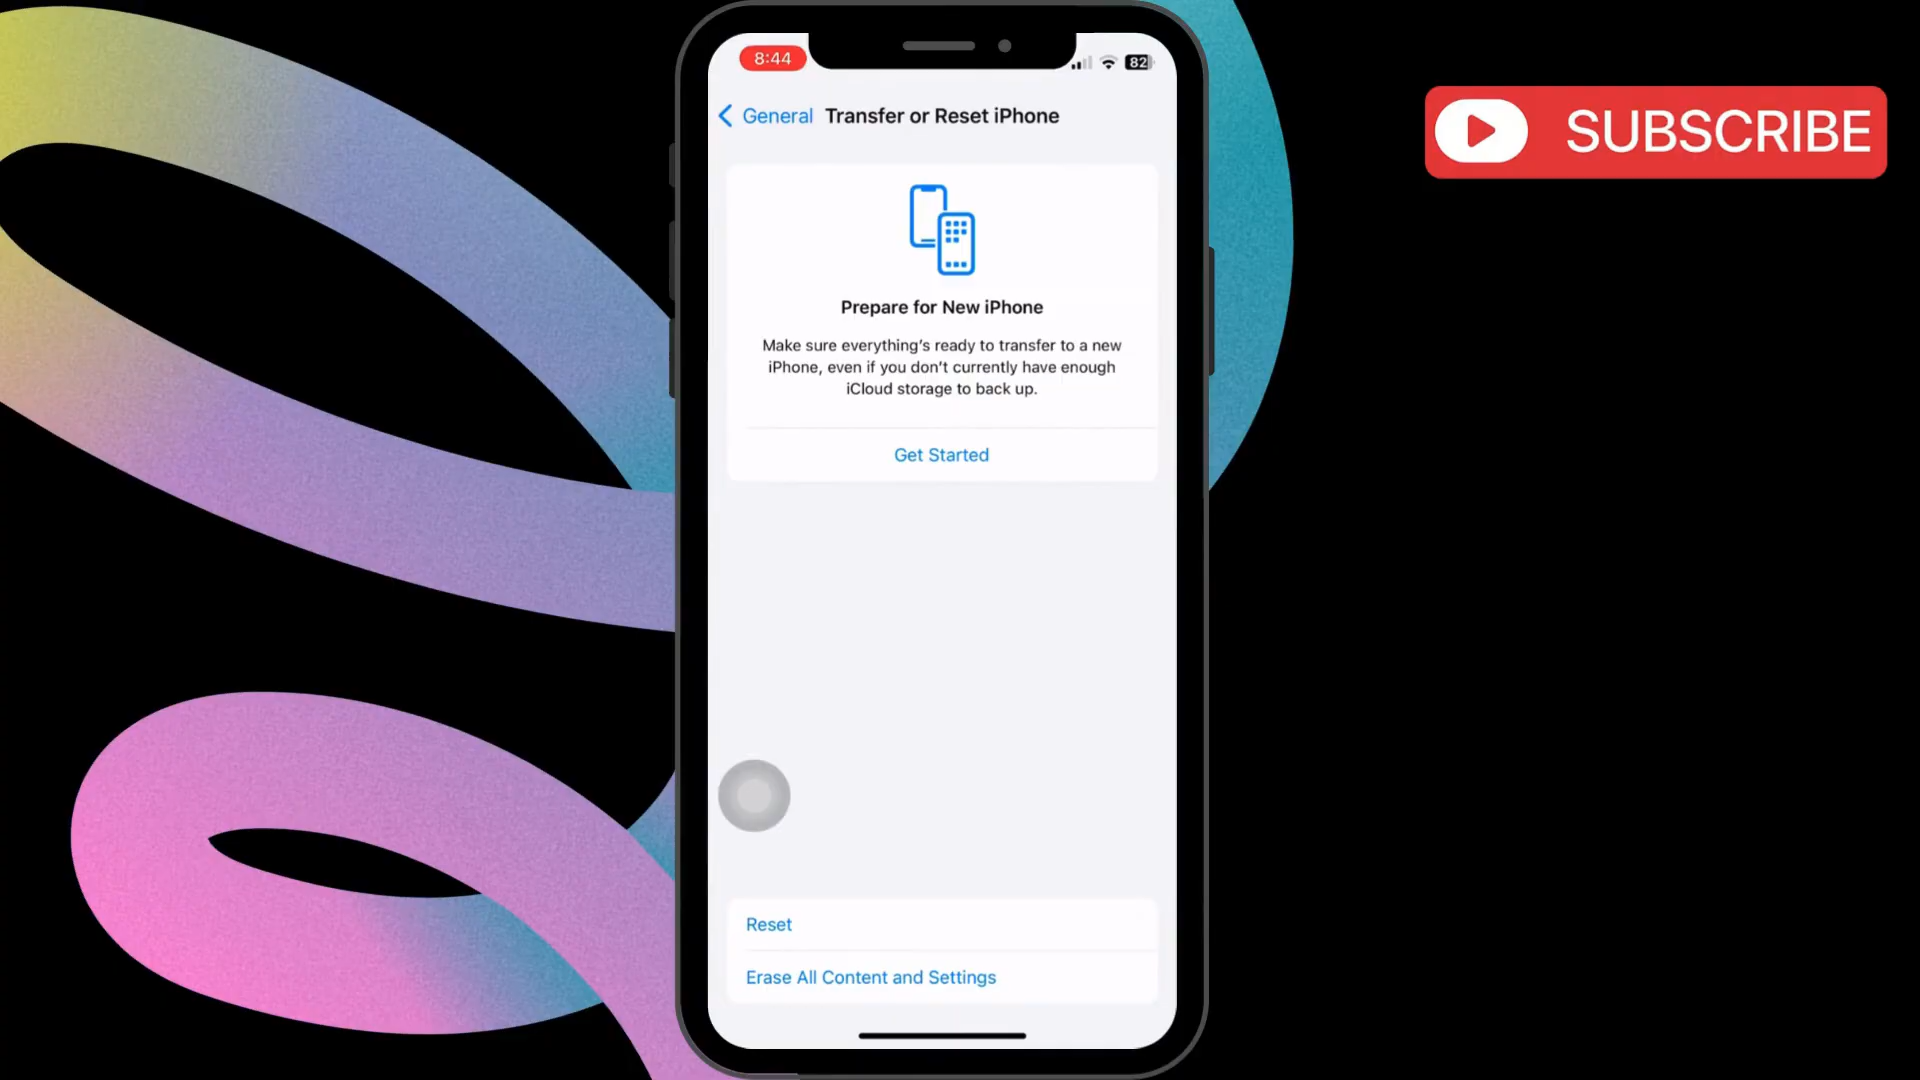 8:44
82
General Transfer or Reset iPhone
SUBSCRIBE
Prepare for New iPhone
Make sure everything's ready to transfer to a new
iPhone, even if you don't currently have enough
iCloud storage to back up.
Get Started
Reset
Erase All Content and Settings